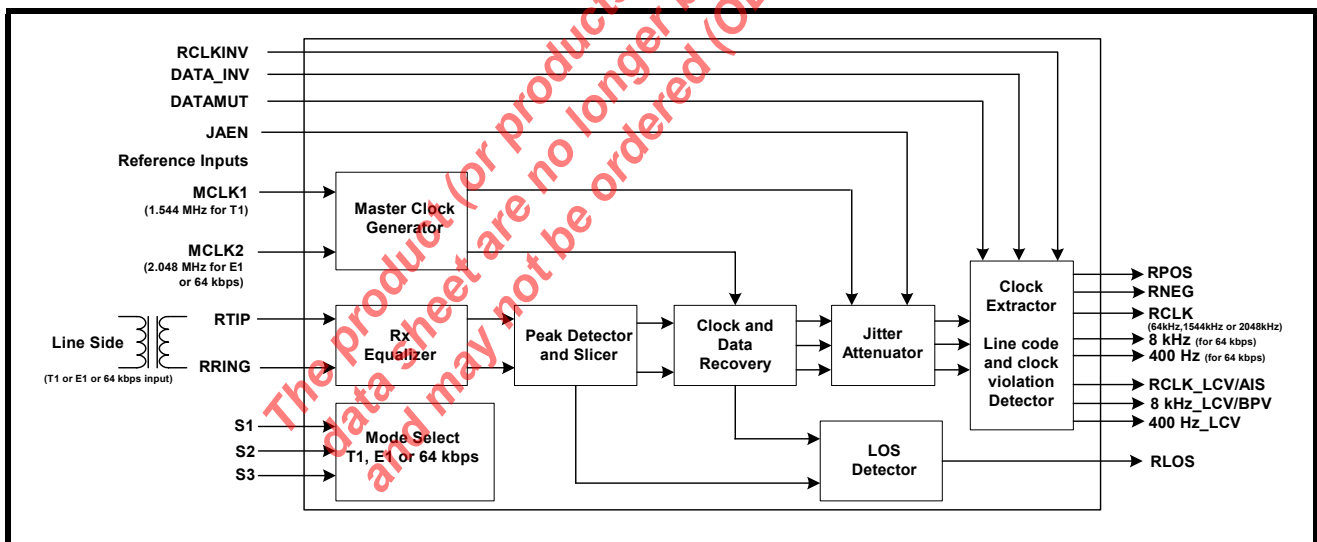 RCLKINV
DATA_INV
DATAMUT
JAEN
Reference Inputs
MCLK1
(1.544 MHz for T1)
MCLK2
(2.048 MHz for E1
or 64 kbps)
Master Clock
Generator
Line Side
(T1 or E1 or 64 kbps input)
RTIP
RRING
Rx
Equalizer
Peak Detector
and Slicer
Clock and
Data
Recovery
Jitter
Attenuator
Clock
Extractor
Line code
and clock
violation
Detector
RPOS
RNEG
RCLK
(64kHz,1544kHz or 2048kHz)
8 kHz (for 64 kbps)
400 Hz (for 64 kbps)
RCLK_LCV/AIS
8 kHz_LCV/BPV
400 Hz_LCV
S1
S2
S3
Mode Select
T1, E1 or 64 kbps
LOS
Detector
RLOS
The product (or product
data sheet are no longer
and may not be ordered